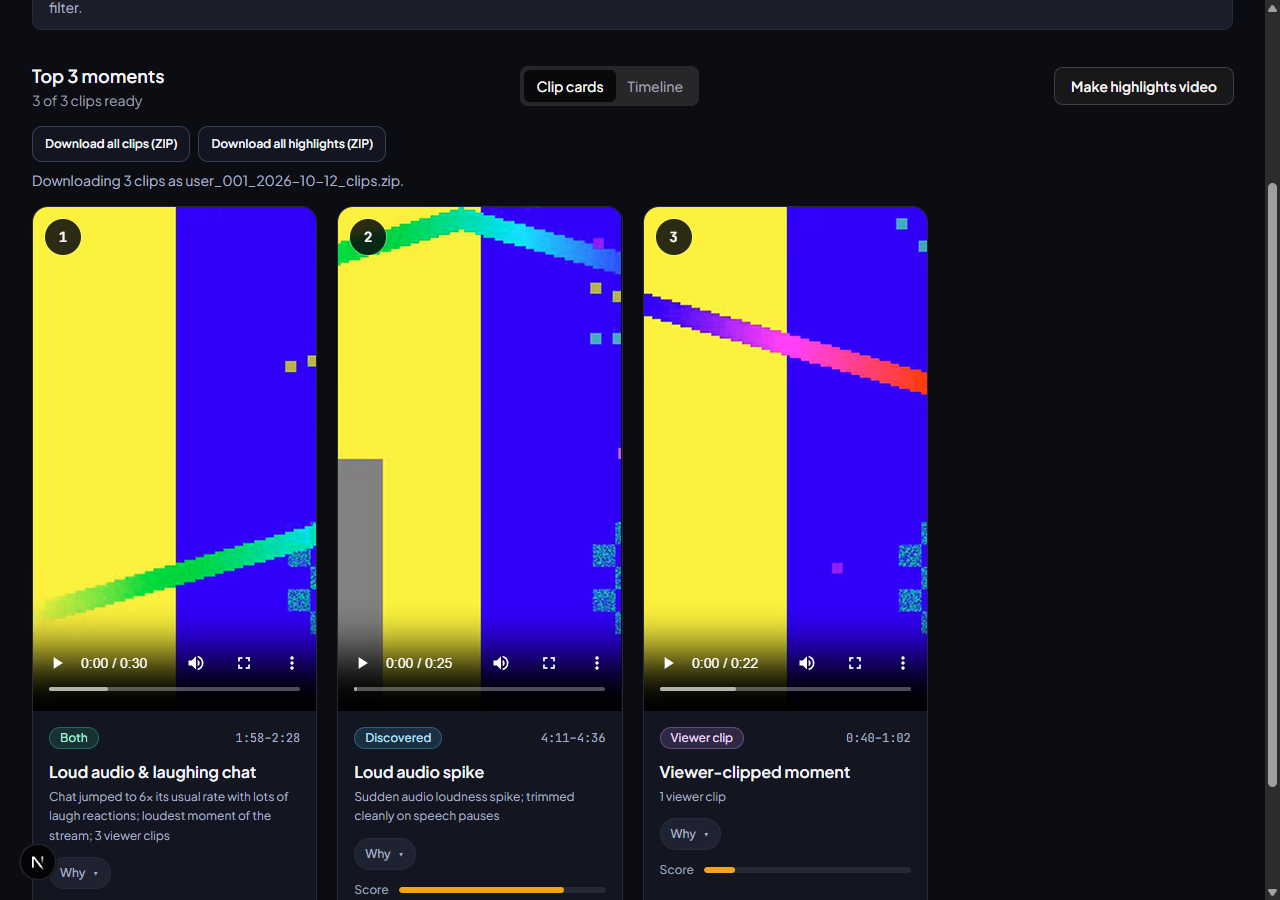 filter.
Top 3 moments
3 of 3 clips ready
Clip cards
Timeline
Make highlights video
Download all clips (ZIP)
Download all highlights (ZIP)
Downloading 3 clips as user_001_2026-10-12_clips.zip.
1
0:00 / 0:30
Both
1:58–2:28
Loud audio & laughing chat
Chat jumped to 6× its usual rate with lots of
laugh reactions; loudest moment of the
stream; 3 viewer clips
Why ▾
2
0:00 / 0:25
Discovered
4:11–4:36
Loud audio spike
Sudden audio loudness spike; trimmed
cleanly on speech pauses
Why ▾
Score
3
0:00 / 0:22
Viewer clip
0:40–1:02
Viewer-clipped moment
1 viewer clip
Why ▾
Score
N